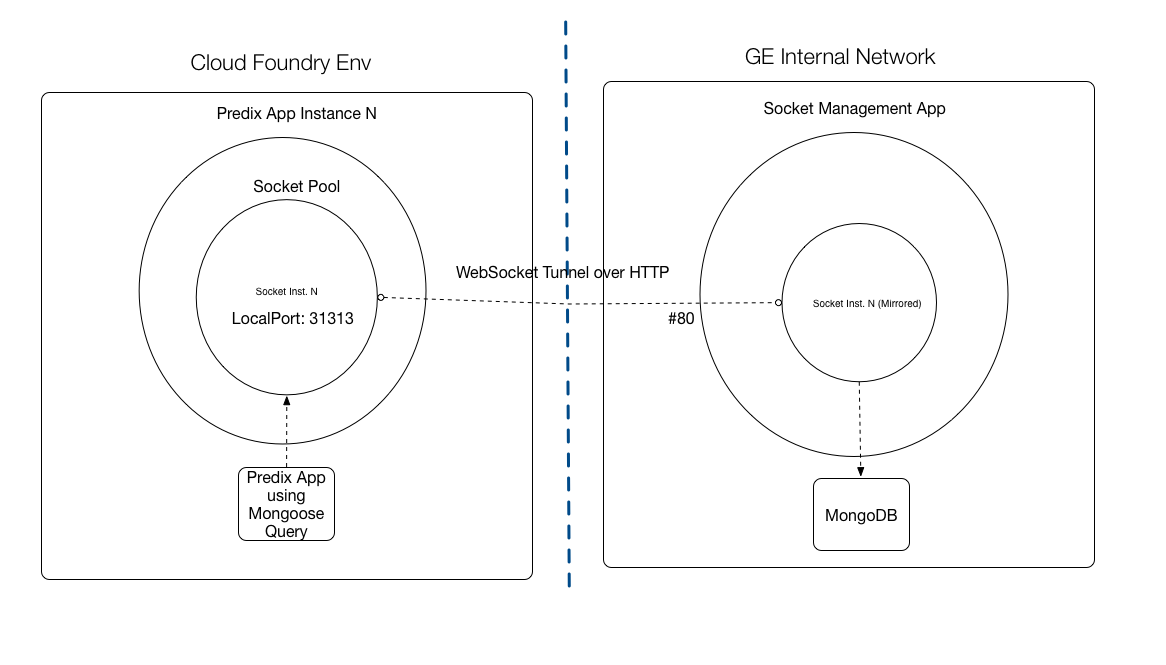 Cloud Foundry Env
GE Internal Network
Predix App Instance N
Socket Management App
Socket Pool
WebSocket Tunnel over HTTP
Socket Inst. N
LocalPort: 31313
#80
Socket Inst. N (Mirrored)
Predix App
using
Mongoose
Query
MongoDB